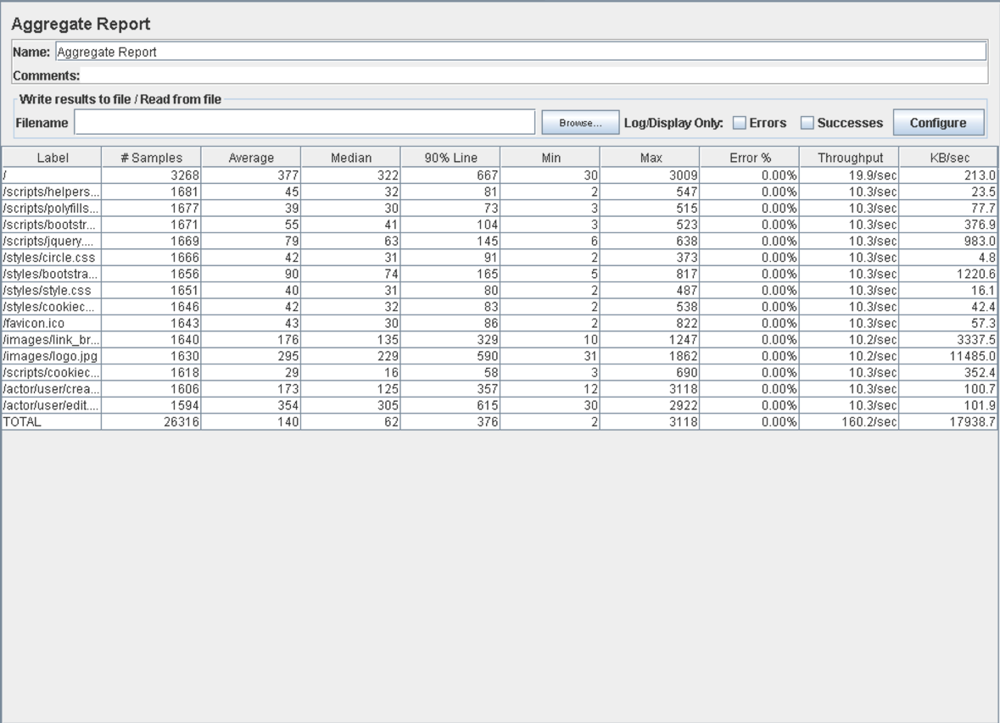 Aggregate Report
Name: Aggregate Report
Comments:
Write results to file / Read from file
Filename Browse... Log/Display Only: Errors Successes Configure
Label # Samples Average Median 90% Line Min Max Error % Throughput KB/sec
/ 3268 377 322 667 30 3009 0.00% 19.9/sec 213.0
/scripts/helpers... 1681 45 32 81 2 547 0.00% 10.3/sec 23.5
/scripts/polyfills... 1677 39 30 73 3 515 0.00% 10.3/sec 77.7
/scripts/bootstr... 1671 55 41 104 3 523 0.00% 10.3/sec 376.9
/scripts/jquery.... 1669 79 63 145 6 638 0.00% 10.3/sec 983.0
/styles/circle.css 1666 42 31 91 2 373 0.00% 10.3/sec 4.8
/styles/bootstra... 1656 90 74 165 5 817 0.00% 10.3/sec 1220.6
/styles/style.css 1651 40 31 80 2 487 0.00% 10.3/sec 16.1
/styles/cookiec... 1646 42 32 83 2 538 0.00% 10.3/sec 42.4
/favicon.ico 1643 43 30 86 2 822 0.00% 10.3/sec 57.3
/images/link_br... 1640 176 135 329 10 1247 0.00% 10.2/sec 3337.5
/images/logo.jpg 1630 295 229 590 31 1862 0.00% 10.2/sec 11485.0
/scripts/cookiec... 1618 29 16 58 3 690 0.00% 10.3/sec 352.4
/actor/user/crea... 1606 173 125 357 12 3118 0.00% 10.3/sec 100.7
/actor/user/edit.... 1594 354 305 615 30 2922 0.00% 10.3/sec 101.9
TOTAL 26316 140 62 376 2 3118 0.00% 160.2/sec 17938.7